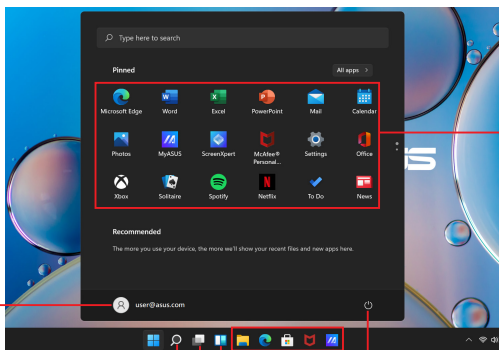 Type here to search
Pinned
All apps >
Microsoft Edge Word Excel PowerPoint Mail Calendar
Photos MyASUS ScreenXpert McAfee® Personal... Settings Office
Xbox Solitaire Spotify Netflix To Do News
Recommended
The more you use your device, the more we'll show your recent files and new apps here.
user@asus.com